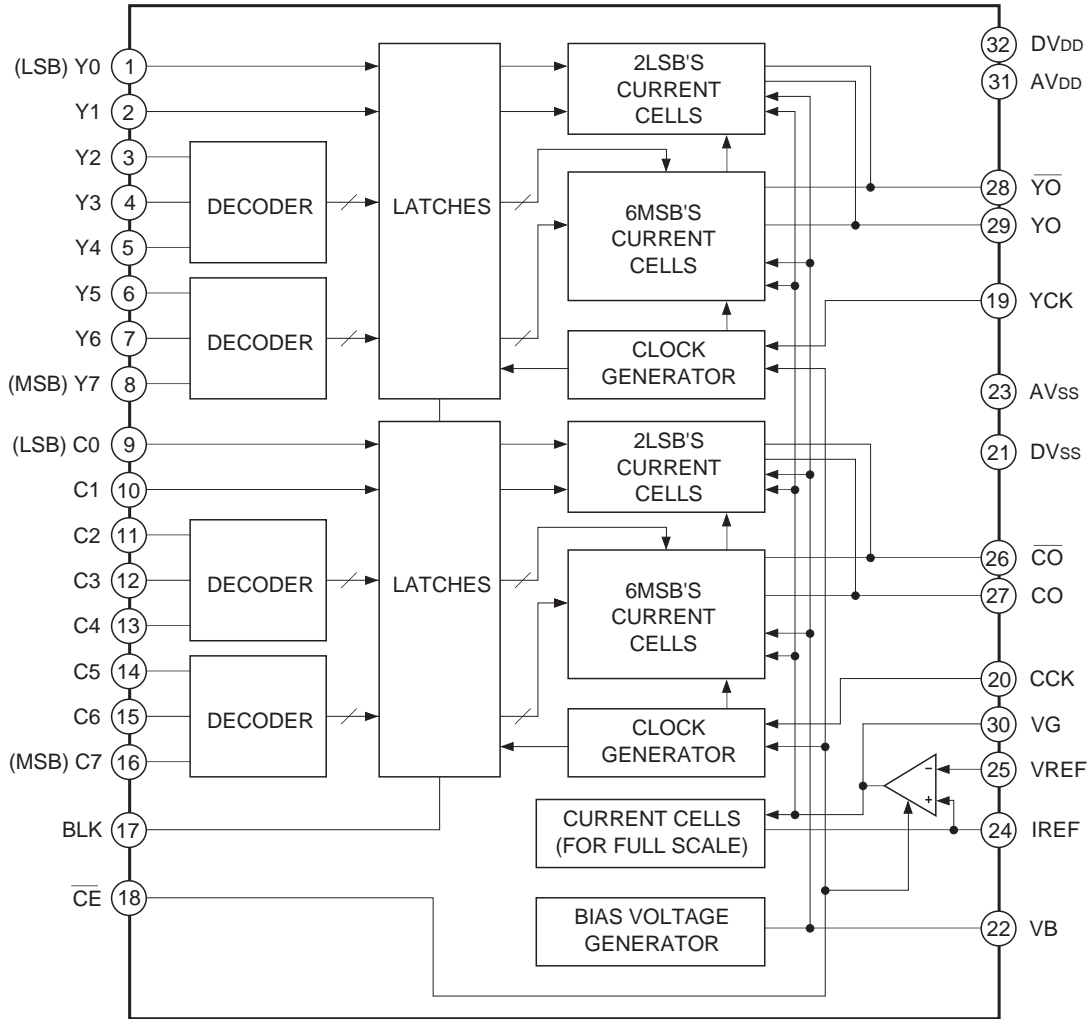 (LSB) Y0 1
Y1 2
Y2 3
Y3 4
Y4 5
Y5 6
Y6 7
(MSB) Y7 8
(LSB) C0 9
C1 10
C2 11
C3 12
C4 13
C5 14
C6 15
(MSB) C7 16
BLK 17
C̅E̅ 18
DECODER
DECODER
DECODER
DECODER
LATCHES
LATCHES
2LSB'S
CURRENT
CELLS
6MSB'S
CURRENT
CELLS
CLOCK
GENERATOR
2LSB'S
CURRENT
CELLS
6MSB'S
CURRENT
CELLS
CLOCK
GENERATOR
CURRENT CELLS
(FOR FULL SCALE)
BIAS VOLTAGE
GENERATOR
−
+
32 DVDD
31 AVDD
28 Y̅O̅
29 YO
19 YCK
23 AVSS
21 DVSS
26 C̅O̅
27 CO
20 CCK
30 VG
25 VREF
24 IREF
22 VB